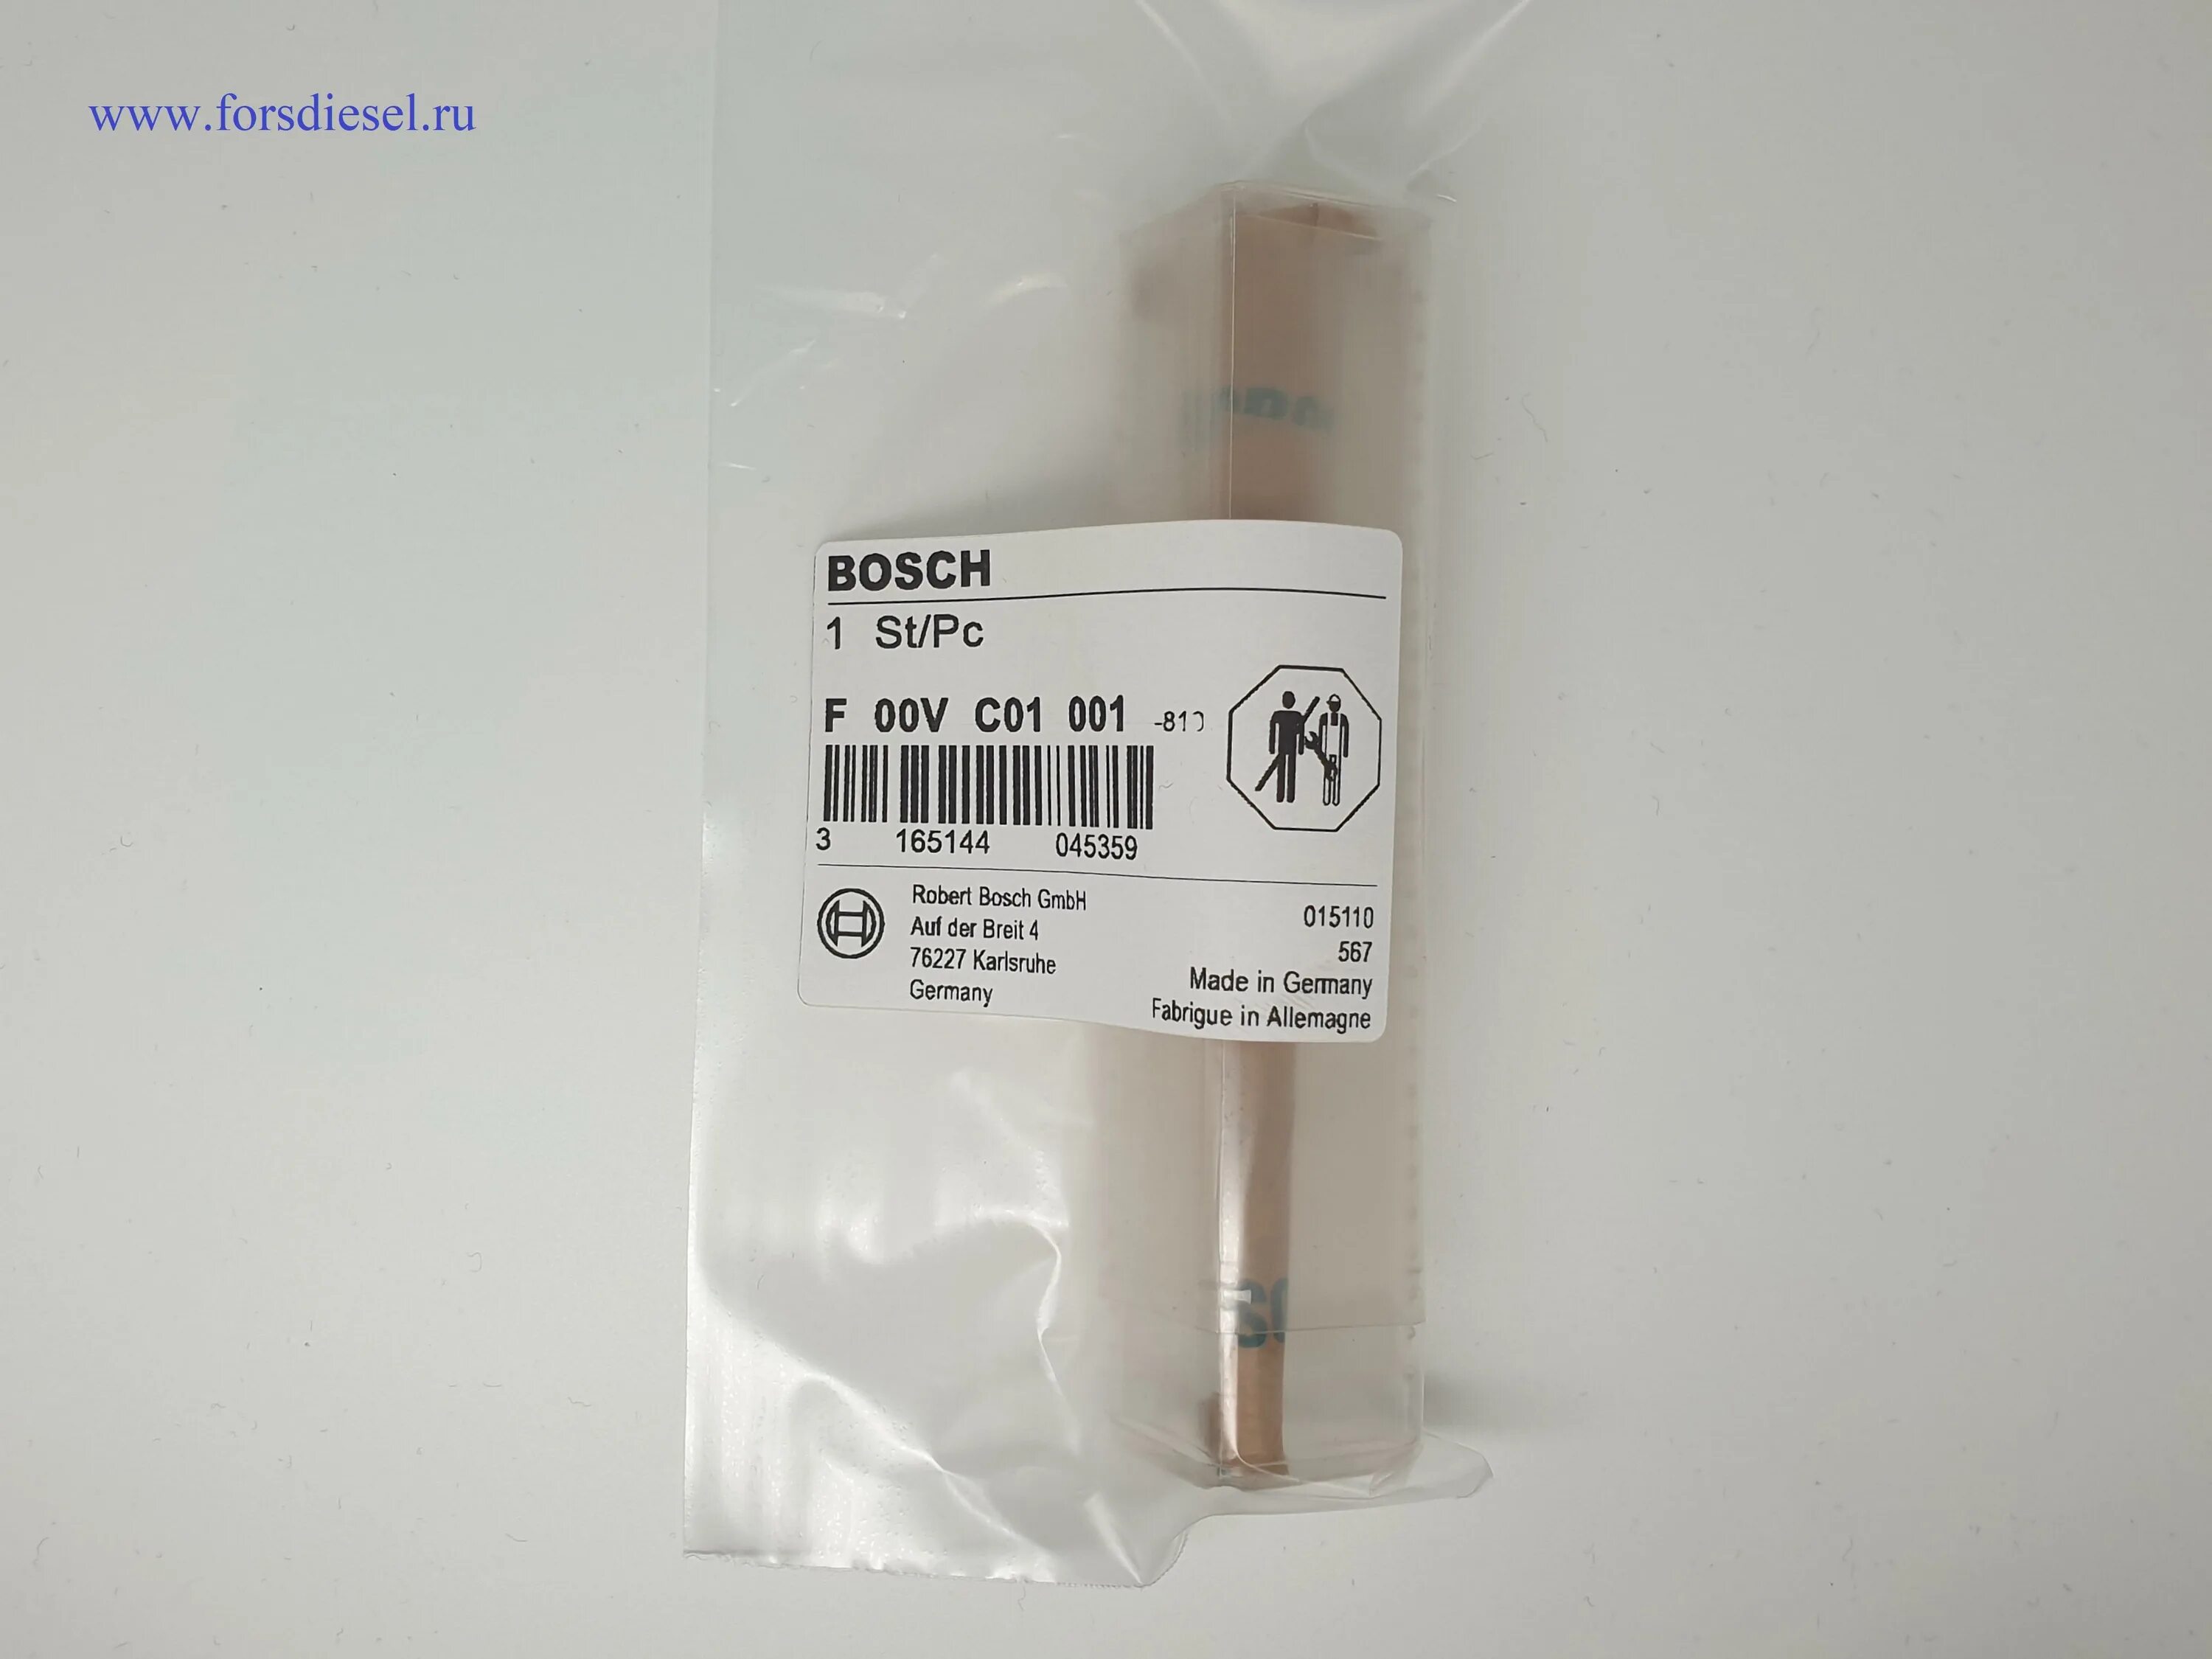 www.forsdiesel.ru
BOSCH
1 St/Pc
F 00V C01 001
3 165144 045359
Robert Bosch GmbH
Auf der Breit 4
76227 Karlsruhe
Germany
015110
567
Made in Germany
Fabrigue in Allemagne